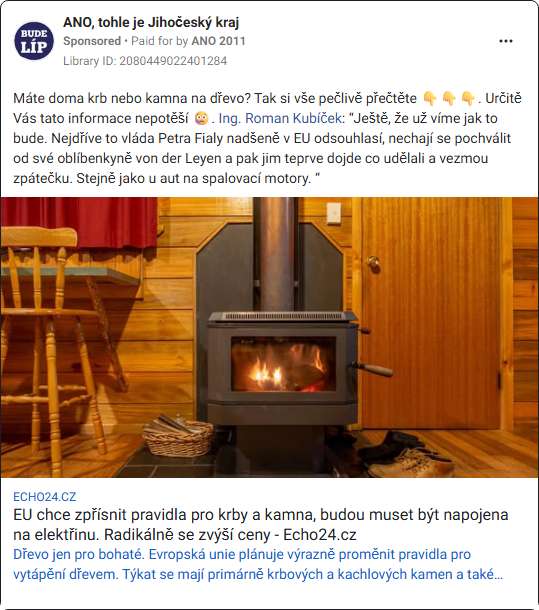 BUDE
LÍP
ANO, tohle je Jihočeský kraj
Sponsored • Paid for by ANO 2011
Library ID: 2080449022401284
Máte doma krb nebo kamna na dřevo? Tak si vše pečlivě přečtěte 👇👇👇. Určitě
Vás tato informace nepotěší 🤪. Ing. Roman Kubíček: “Ještě, že už víme jak to
bude. Nejdříve to vláda Petra Fialy nadšeně v EU odsouhlasí, nechají se pochválit
od své oblíbenkyně von der Leyen a pak jim teprve dojde co udělali a vezmou
zpátečku. Stejně jako u aut na spalovací motory. “
ECHO24.CZ
EU chce zpřísnit pravidla pro krby a kamna, budou muset být napojena
na elektřinu. Radikálně se zvýší ceny - Echo24.cz
Dřevo jen pro bohaté. Evropská unie plánuje výrazně proměnit pravidla pro
vytápění dřevem. Týkat se mají primárně krbových a kachlových kamen a také…